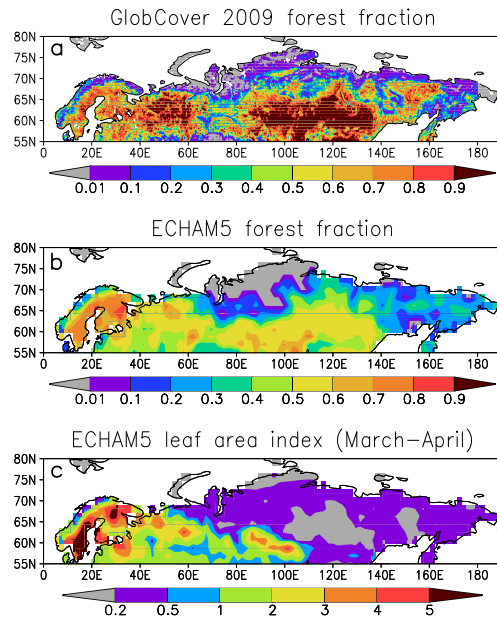 GlobCover 2009 forest fraction
80N
a
75N
70N
65N
60N
55N
0 20E 40E 60E 80E 100E 120E 140E 160E 180
0.01 0.1 0.2 0.3 0.4 0.5 0.6 0.7 0.8 0.9
ECHAM5 forest fraction
80N
b
75N
70N
65N
60N
55N
0 20E 40E 60E 80E 100E 120E 140E 160E 180
0.01 0.1 0.2 0.3 0.4 0.5 0.6 0.7 0.8 0.9
ECHAM5 leaf area index (March-April)
80N
c
75N
70N
65N
60N
55N
0 20E 40E 60E 80E 100E 120E 140E 160E 180
0.2 0.5 1 2 3 4 5